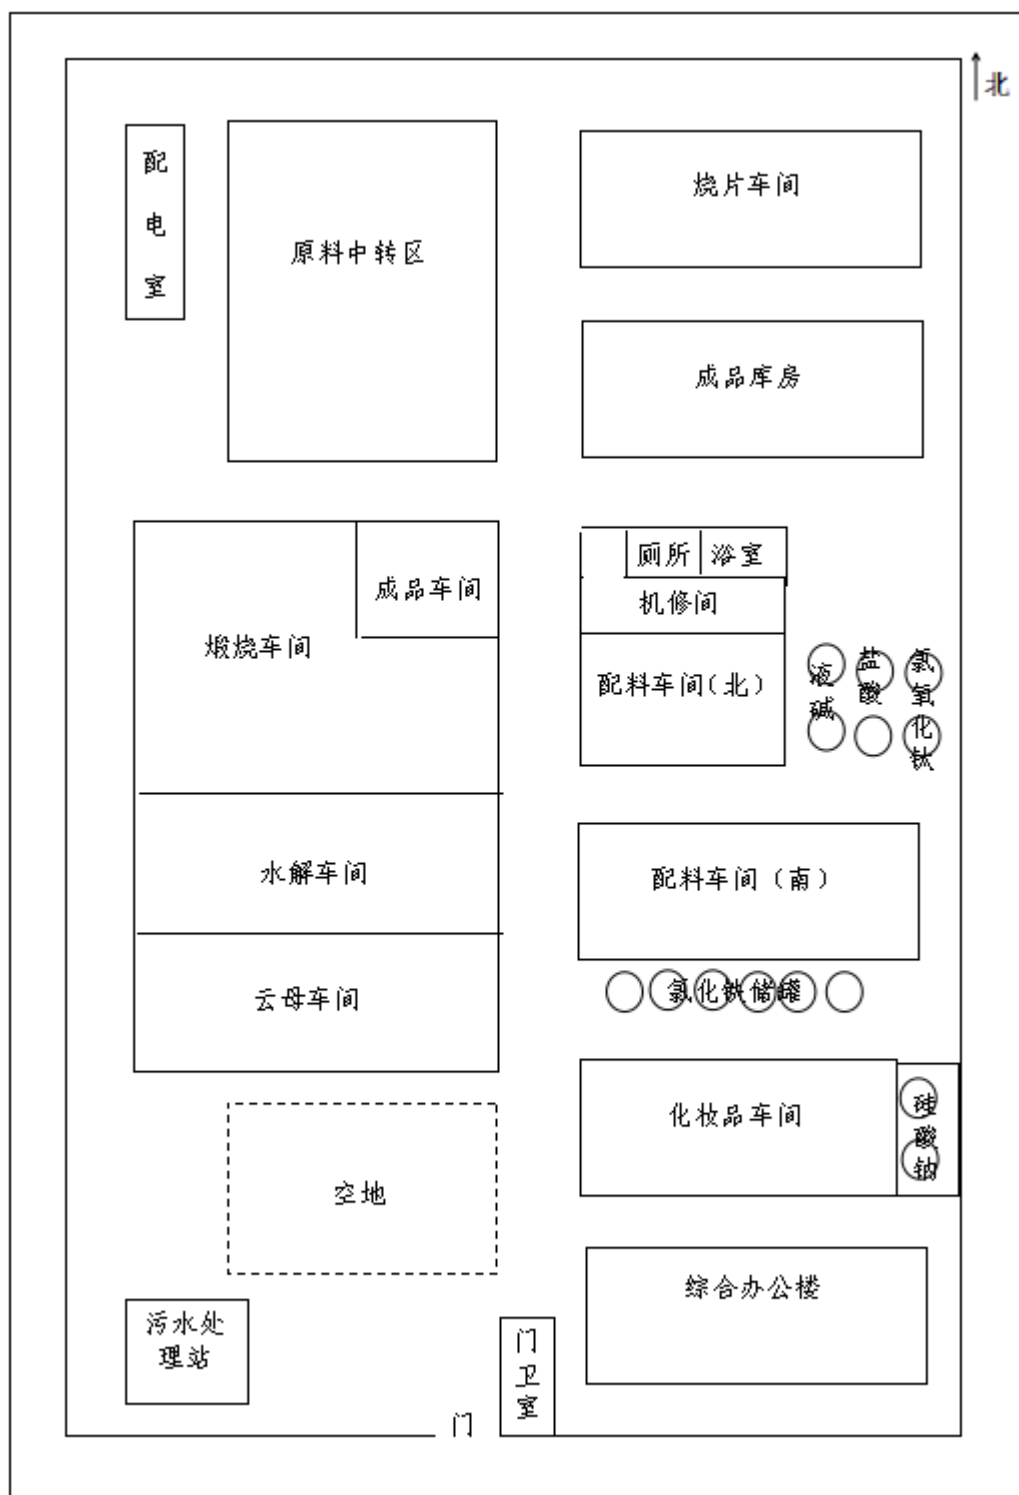 北
配电室
原料中转区
烧片车间
成品库房
成品车间
煅烧车间
厕所
浴室
机修间
配料车间（北）
液碱
盐酸
氯氧化钛
水解车间
配料车间（南）
云母车间
氯化钛储罐
化妆品车间
硅酸钠
空地
综合办公楼
污水处
理站
门卫室
门